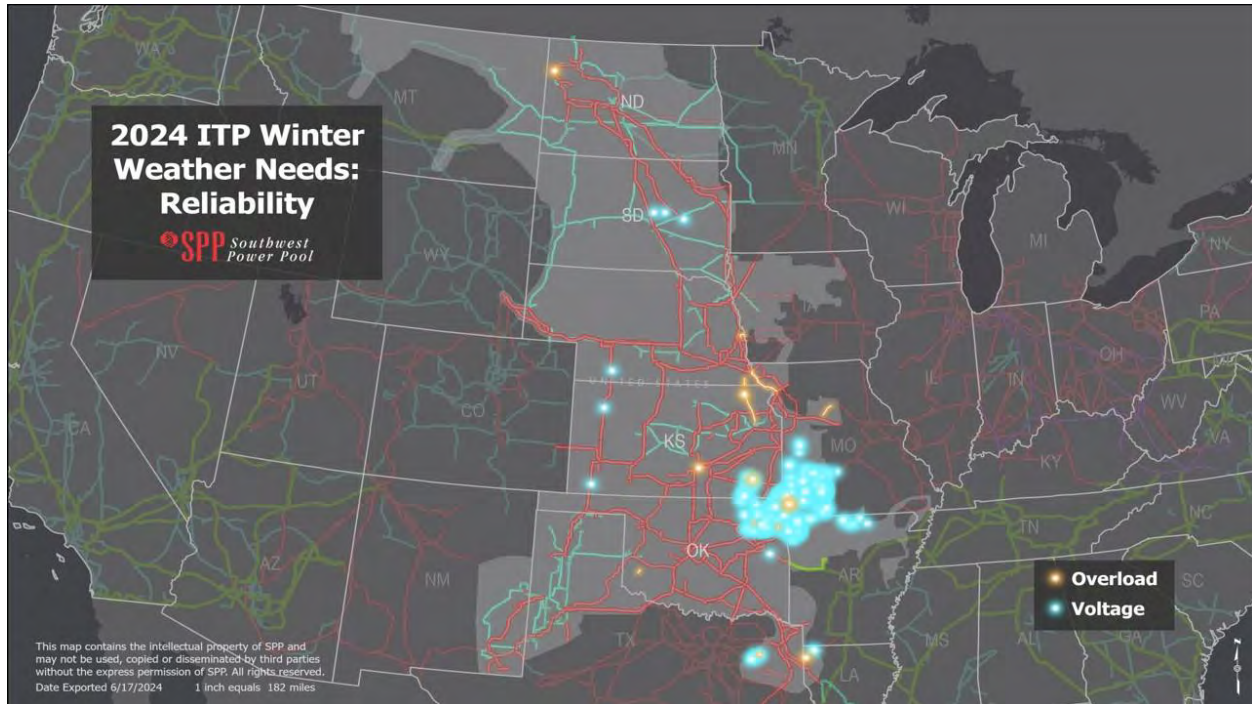 2024 ITP Winter
Weather Needs:
Reliability
SPP Southwest
Power Pool
WA
MT
ND
MN
SD
WI
MI
NY
WY
IA
PA
NV
UT
CO
UNITED STATES
IL
IN
OH
WV
VA
CA
KS
MO
KY
AZ
NM
OK
AR
TN
NC
SC
TX
LA
MS
AL
GA
Overload
Voltage
This map contains the intellectual property of SPP and
may not be used, copied or disseminated by third parties
without the express permission of SPP. All rights reserved.
Date Exported 6/17/2024 1 inch equals 182 miles
N